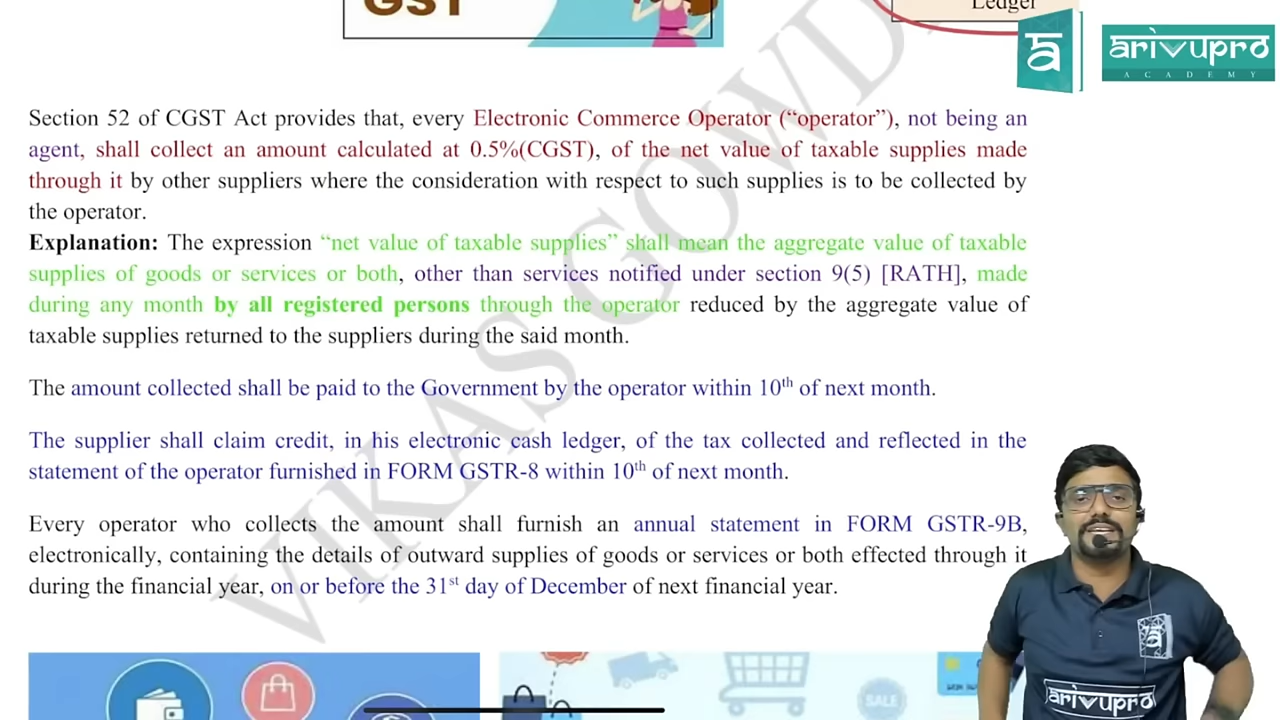 GST
Ledger
ā
ārivupro
ACADEMY
Section 52 of CGST Act provides that, every Electronic Commerce Operator (“operator”), not being an
agent, shall collect an amount calculated at 0.5%(CGST), of the net value of taxable supplies made
through it by other suppliers where the consideration with respect to such supplies is to be collected by
the operator.
Explanation: The expression “net value of taxable supplies” shall mean the aggregate value of taxable
supplies of goods or services or both, other than services notified under section 9(5) [RATH], made
during any month by all registered persons through the operator reduced by the aggregate value of
taxable supplies returned to the suppliers during the said month.
The amount collected shall be paid to the Government by the operator within 10th of next month.
The supplier shall claim credit, in his electronic cash ledger, of the tax collected and reflected in the
statement of the operator furnished in FORM GSTR-8 within 10th of next month.
Every operator who collects the amount shall furnish an annual statement in FORM GSTR-9B,
electronically, containing the details of outward supplies of goods or services or both effected through it
during the financial year, on or before the 31st day of December of next financial year.
VIKAS GOWD
SALE
ā
ārivupro